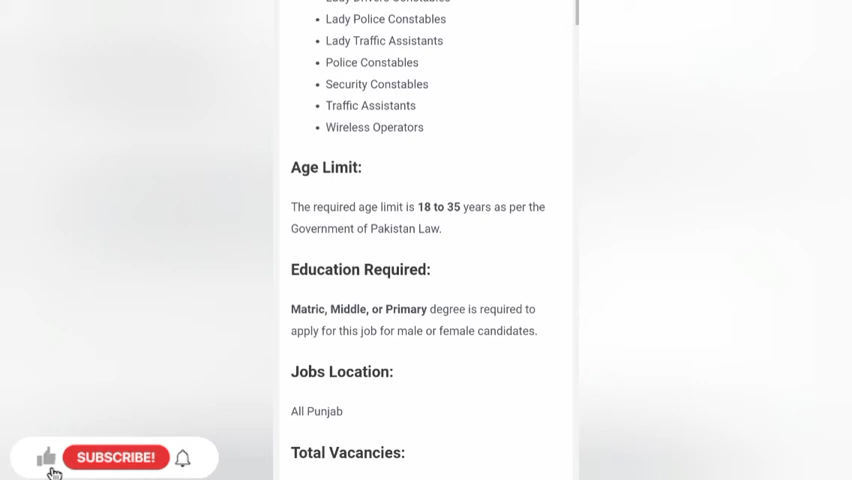 Lady Drivers Constables
Lady Police Constables
Lady Traffic Assistants
Police Constables
Security Constables
Traffic Assistants
Wireless Operators
Age Limit:
The required age limit is 18 to 35 years as per the
Government of Pakistan Law.
Education Required:
Matric, Middle, or Primary degree is required to
apply for this job for male or female candidates.
Jobs Location:
All Punjab
Total Vacancies:
SUBSCRIBE!